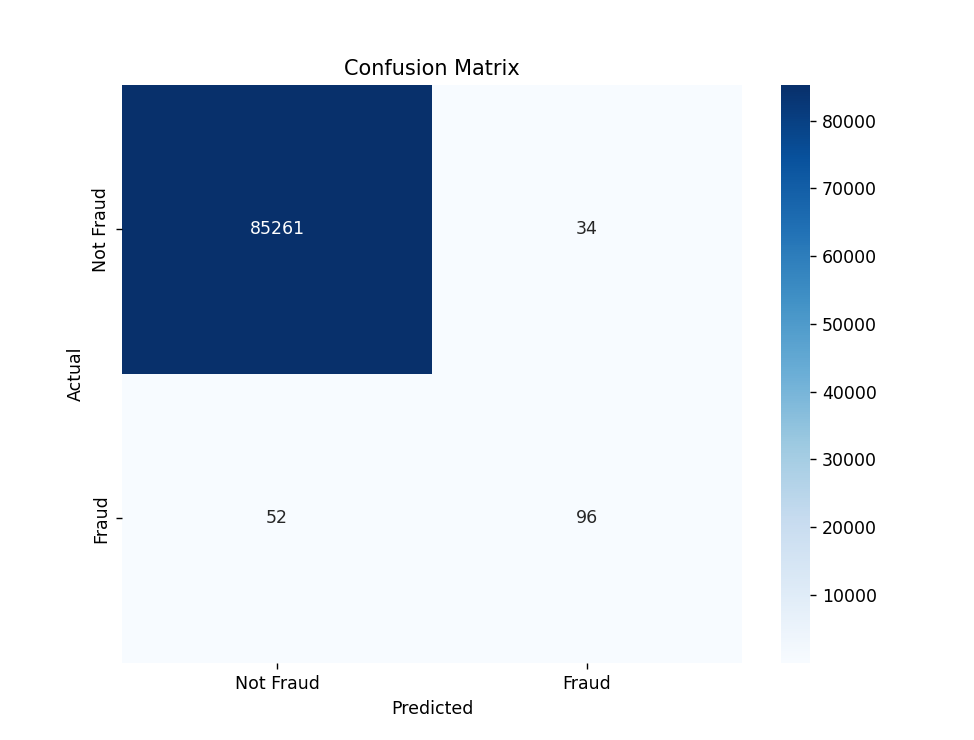 Confusion Matrix
Not Fraud
85261
34
Actual
Fraud
52
96
Not Fraud
Fraud
Predicted
80000
70000
60000
50000
40000
30000
20000
10000